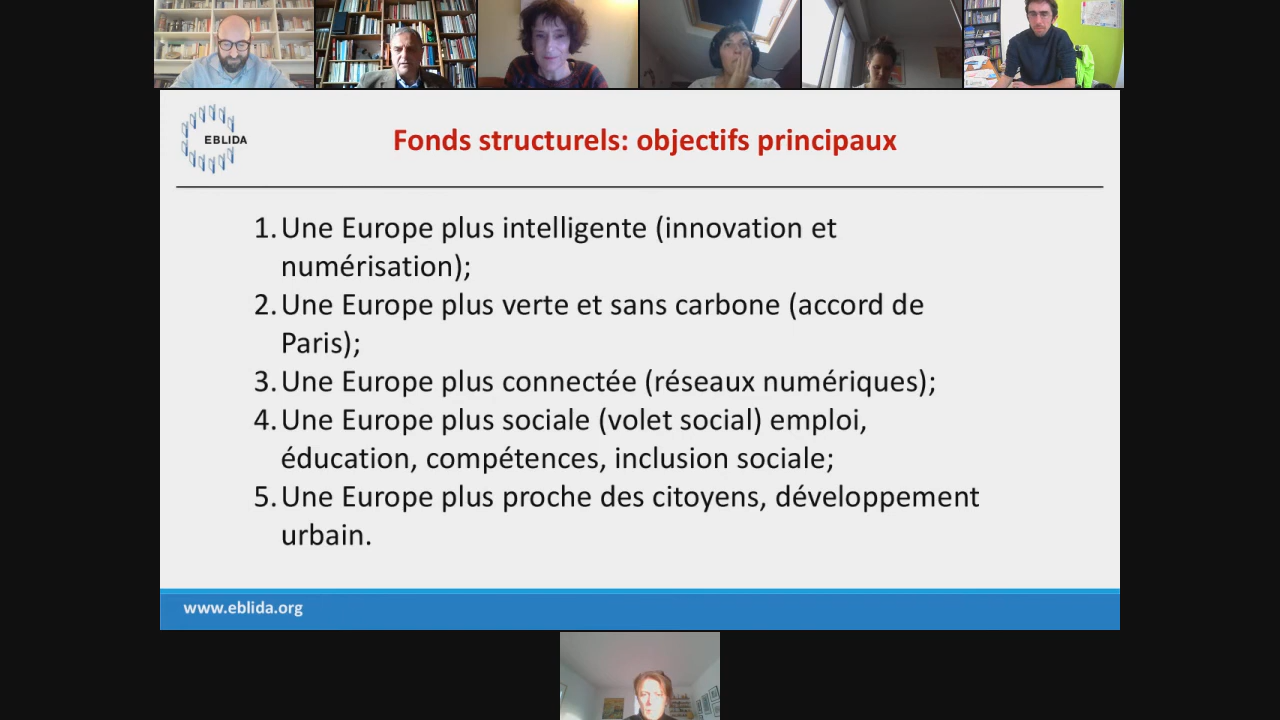 EBLIDA
Fonds structurels: objectifs principaux
1. Une Europe plus intelligente (innovation et
numérisation);
2. Une Europe plus verte et sans carbone (accord de
Paris);
3. Une Europe plus connectée (réseaux numériques);
4. Une Europe plus sociale (volet social) emploi,
éducation, compétences, inclusion sociale;
5. Une Europe plus proche des citoyens, développement
urbain.
www.eblida.org